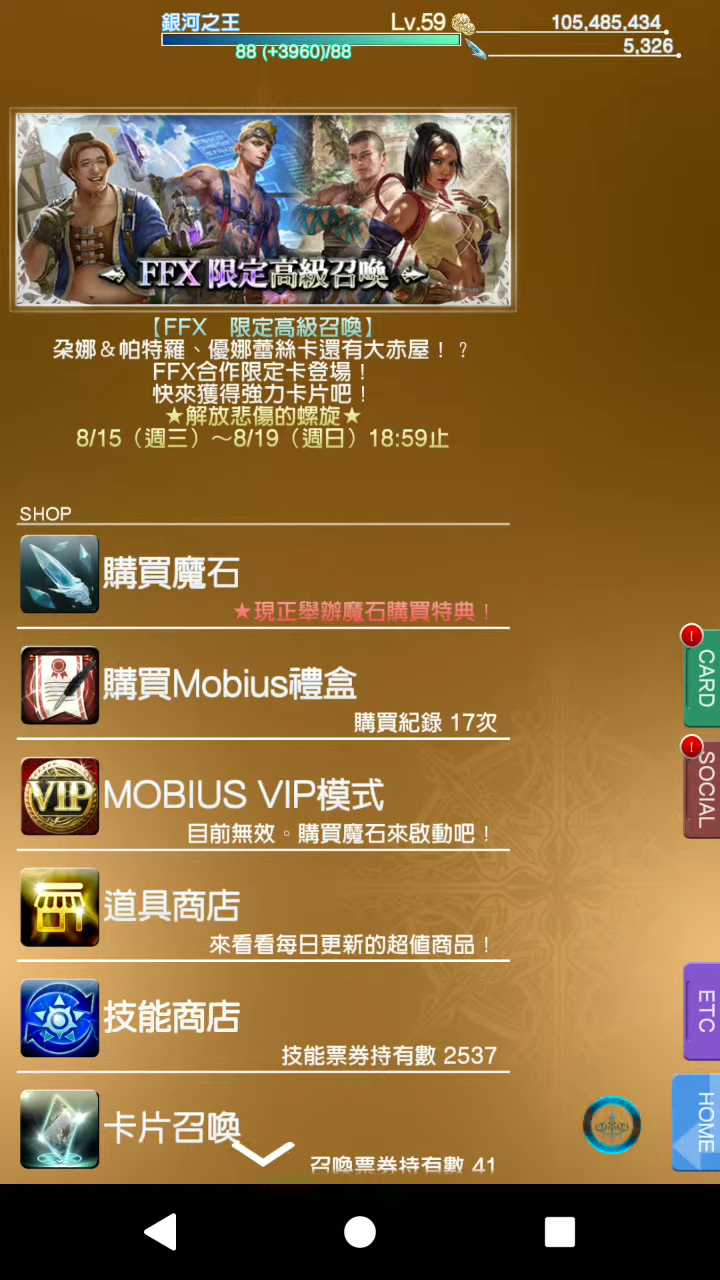 銀河之王 Lv.59 105,485,434
88 (+3960)/88 5,326
FFX 限定高級召喚
【FFX　限定高級召喚】
朶娜＆帕特羅、優娜蕾絲卡還有大赤屋！？
FFX合作限定卡登場！
快來獲得強力卡片吧！
★解放悲傷的螺旋★
8/15（週三）～8/19（週日）18:59止
SHOP
購買魔石
★現正舉辦魔石購買特典！
購買Mobius禮盒
購買紀錄 17次
VIP
MOBIUS VIP模式
目前無效。購買魔石來啟動吧！
道具商店
來看看每日更新的超值商品！
技能商店
技能票券持有數 2537
卡片召喚
召喚票券持有數 41
!
CARD
!
SOCIAL
ETC
HOME